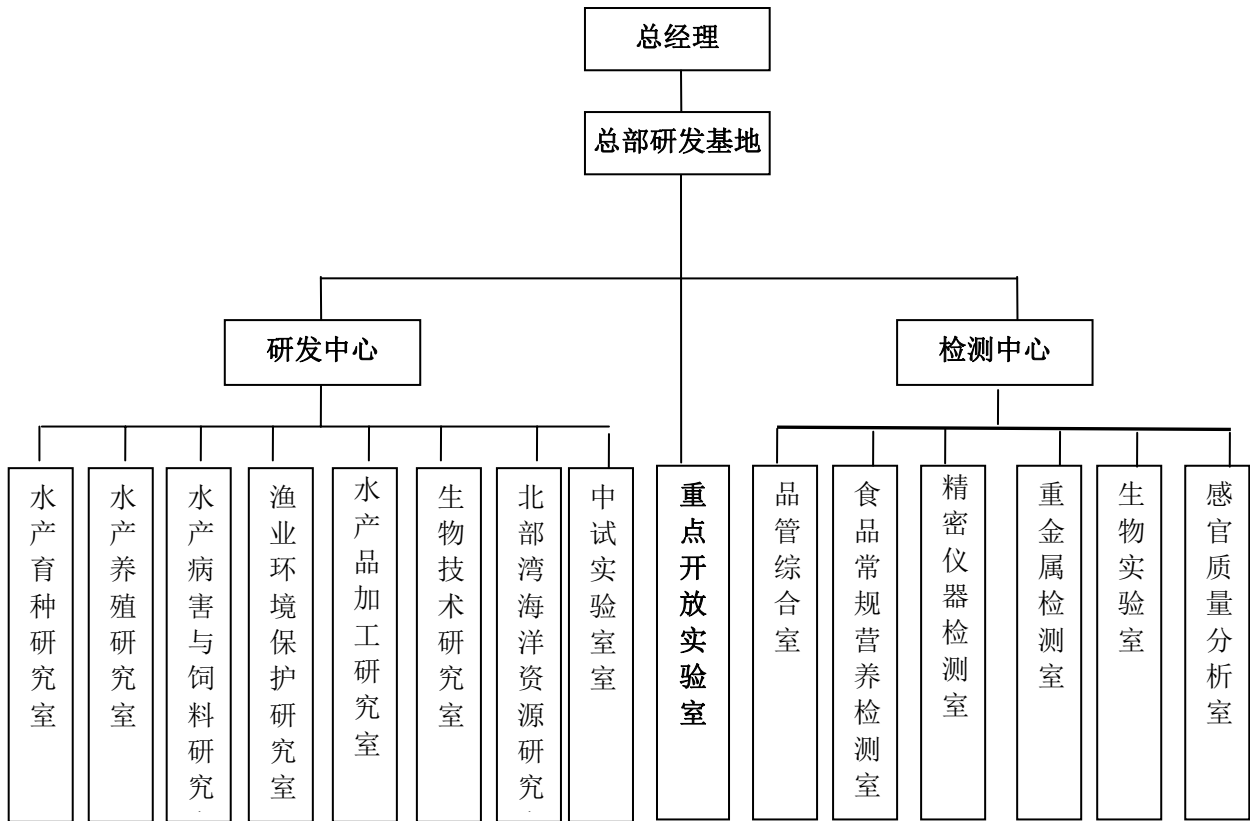 总经理
总部研发基地
研发中心
检测中心
水产育种研究室
水产养殖研究室
水产病害与饲料研究
渔业环境保护研究室
水产品加工研究室
生物技术研究室
北部湾海洋资源研究
中试实验室室
重点开放实验室
品管综合室
食品常规营养检测室
精密仪器检测室
重金属检测室
生物实验室
感官质量分析室